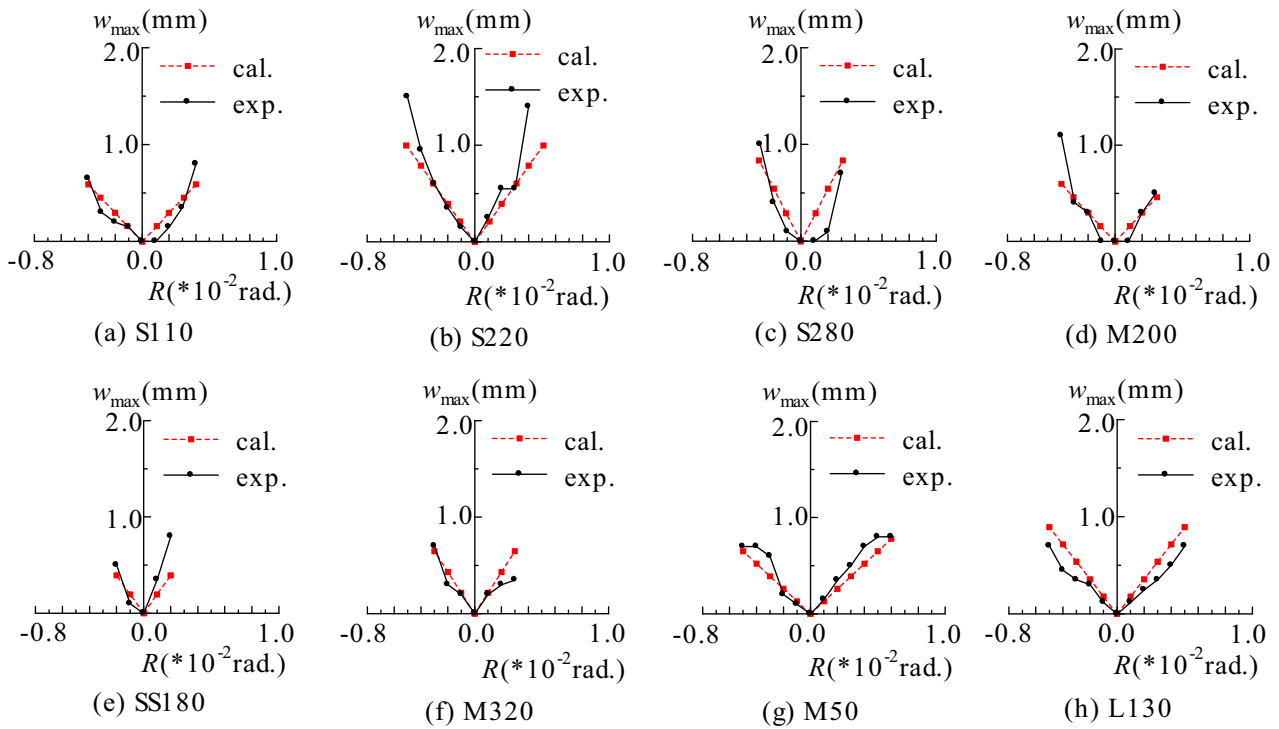 w_max(mm)
2.0
cal.
exp.
1.0
-0.8 0.0 1.0
R(*10^-2 rad.)
(a) S110
w_max(mm)
2.0
cal.
exp.
1.0
-0.8 0.0 1.0
R(*10^-2 rad.)
(b) S220
w_max(mm)
2.0
cal.
exp.
1.0
-0.8 0.0 1.0
R(*10^-2 rad.)
(c) S280
w_max(mm)
2.0
cal.
exp.
1.0
-0.8 0.0 1.0
R(*10^-2 rad.)
(d) M200
w_max(mm)
2.0
cal.
exp.
1.0
-0.8 0.0 1.0
R(*10^-2 rad.)
(e) SS180
w_max(mm)
2.0
cal.
exp.
1.0
-0.8 0.0 1.0
R(*10^-2 rad.)
(f) M320
w_max(mm)
2.0
cal.
exp.
1.0
-0.8 0.0 1.0
R(*10^-2 rad.)
(g) M50
w_max(mm)
2.0
cal.
exp.
1.0
-0.8 0.0 1.0
R(*10^-2 rad.)
(h) L130